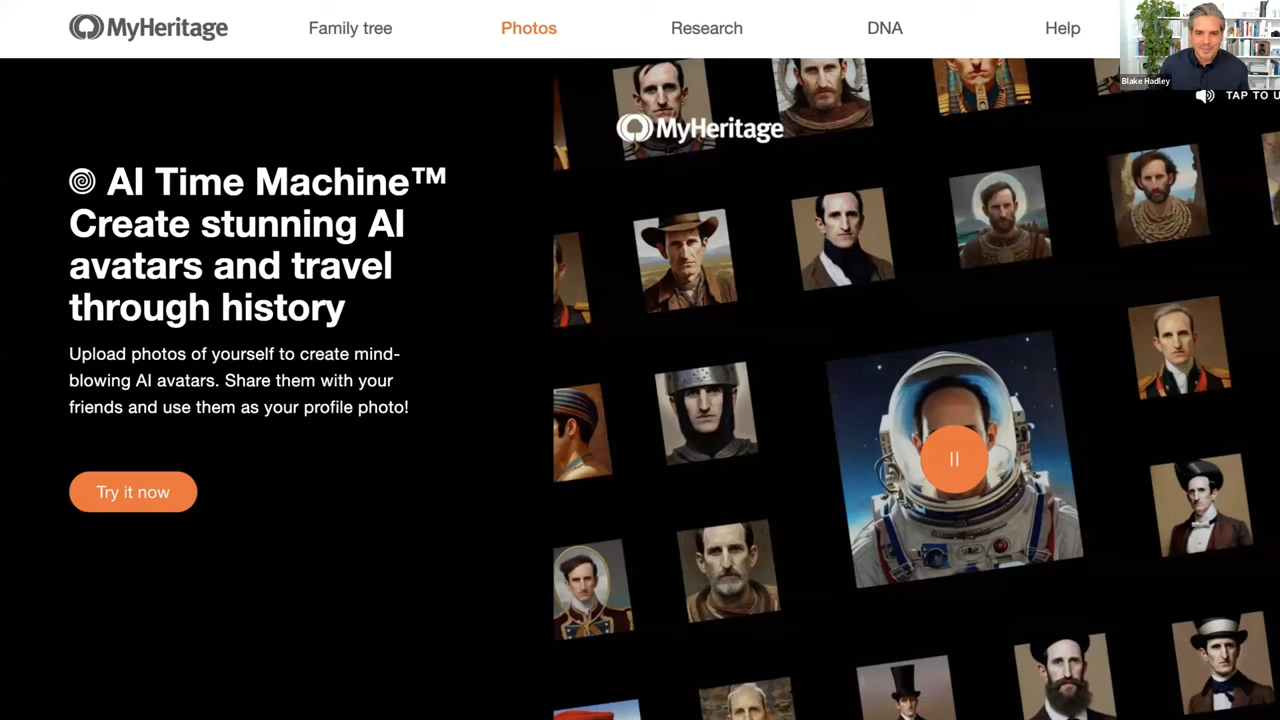 MyHeritage
Family tree
Photos
Research
DNA
Help
Blake Hadley
TAP TO U
MyHeritage
AI Time Machine™
Create stunning AI
avatars and travel
through history
Upload photos of yourself to create mind-
blowing AI avatars. Share them with your
friends and use them as your profile photo!
Try it now